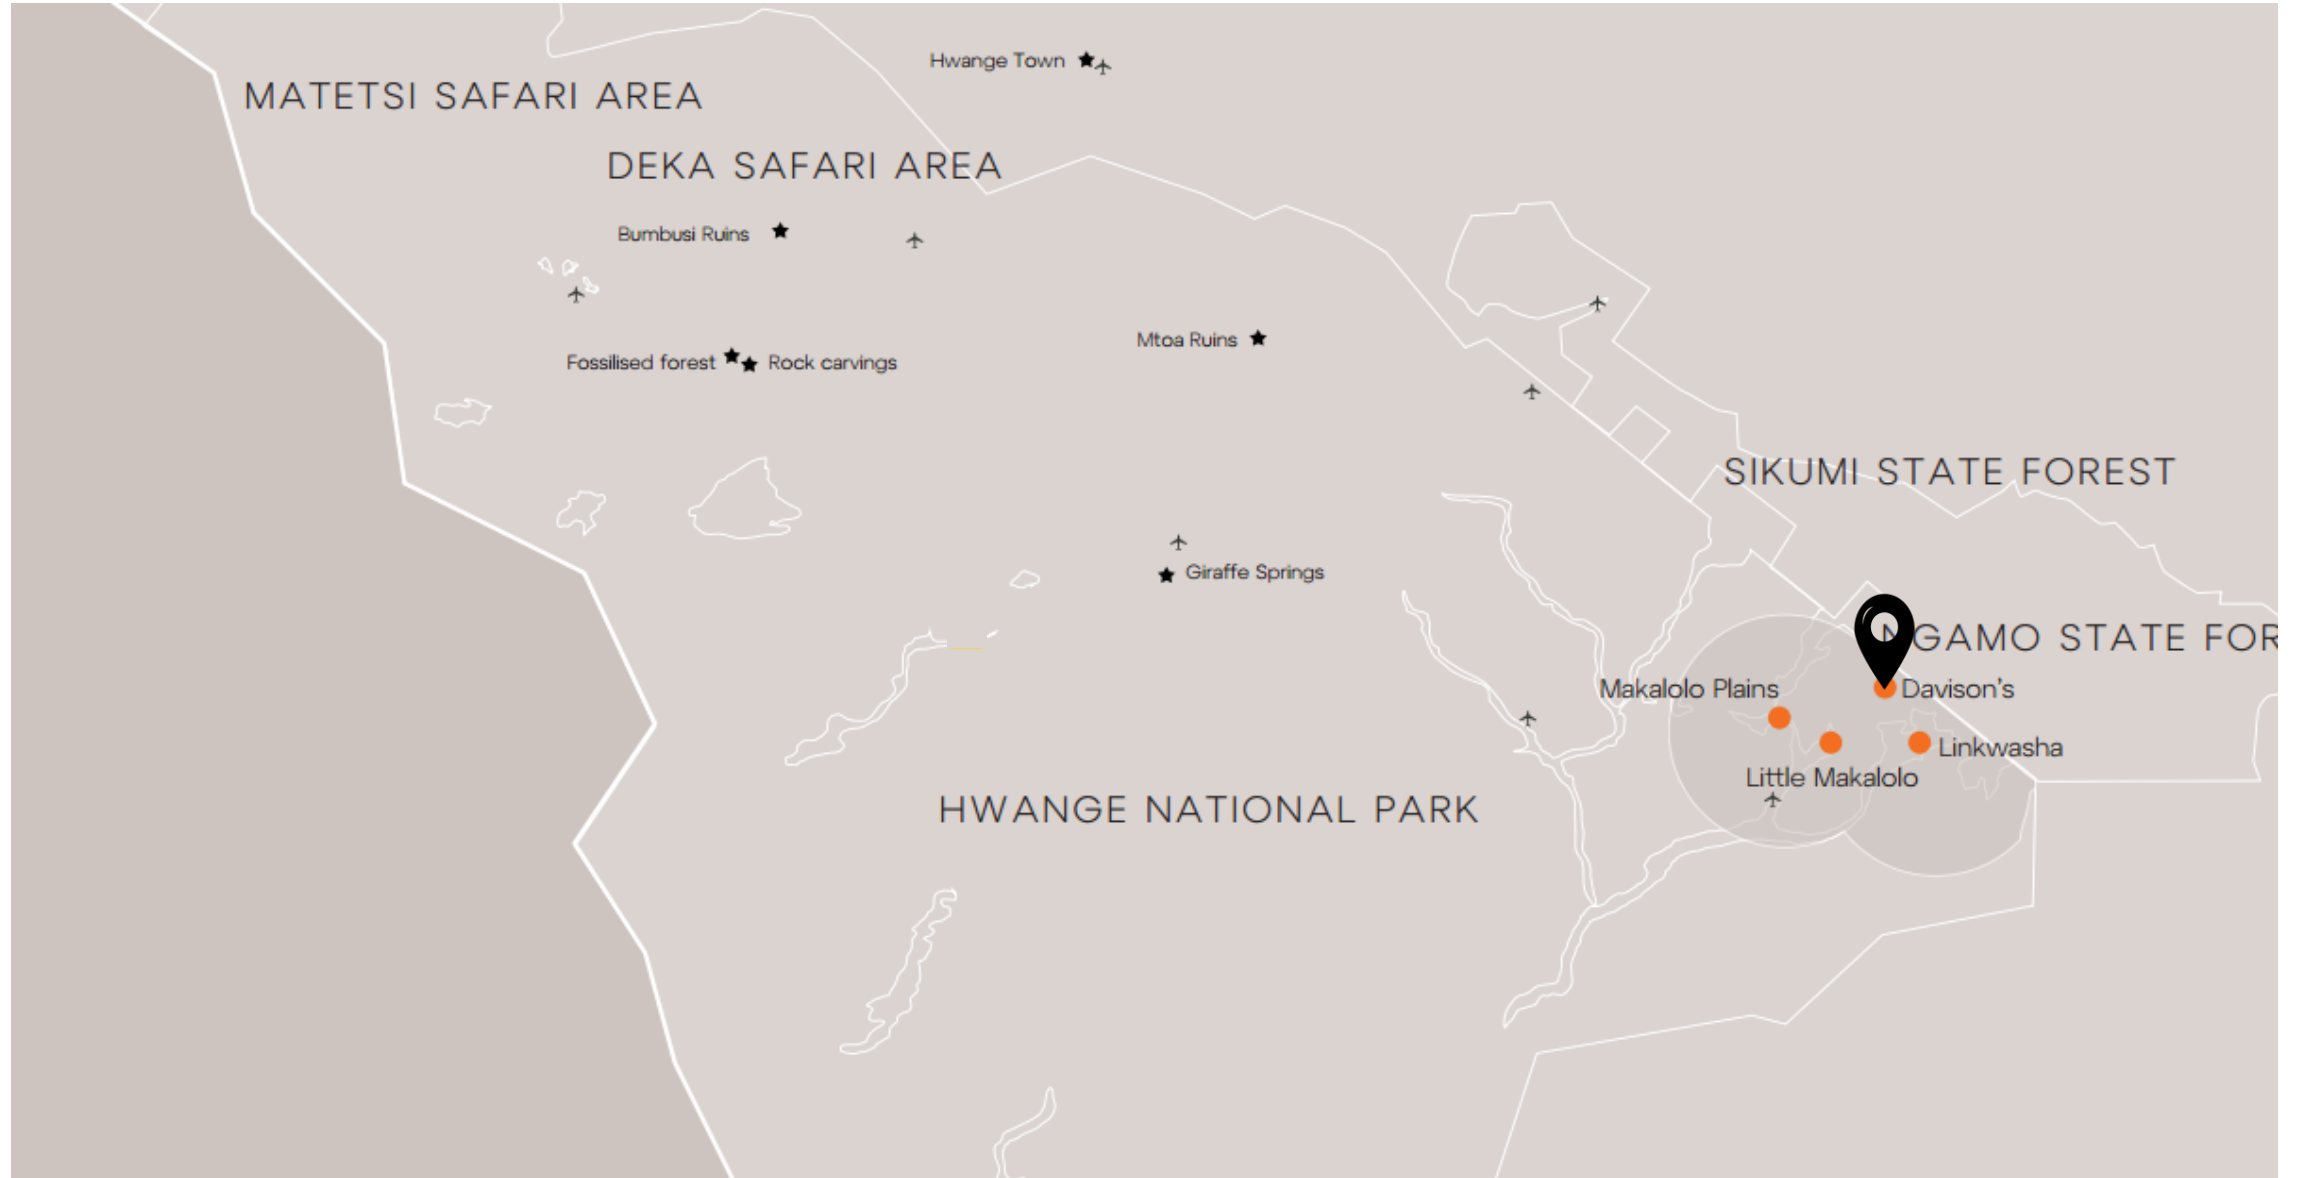 Hwange Town
MATETSI SAFARI AREA
DEKA SAFARI AREA
Bumbusi Ruins
Mtoa Ruins
Fossilised forest
Rock carvings
SIKUMI STATE FOREST
Giraffe Springs
NGAMO STATE FOR
Makalolo Plains
Davison's
Linkwasha
Little Makalolo
HWANGE NATIONAL PARK